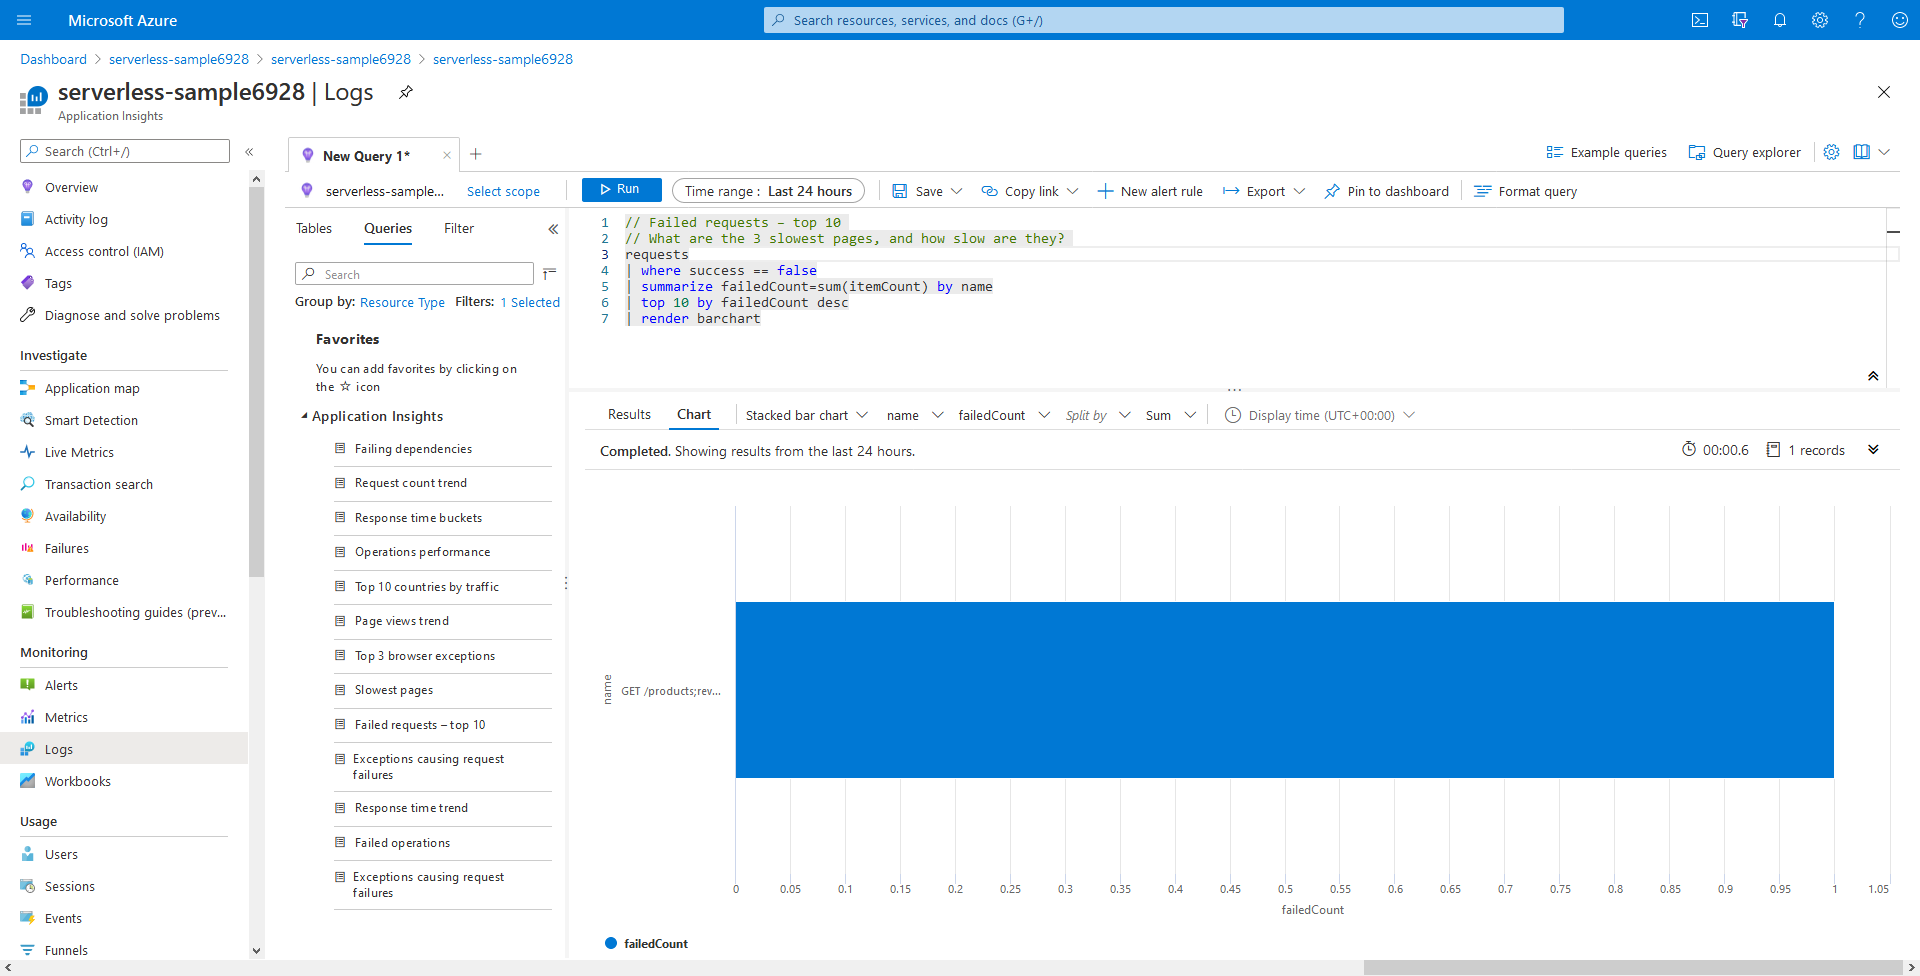 Microsoft Azure
Search resources, services, and docs (G+/)
Dashboard > serverless-sample6928 > serverless-sample6928 > serverless-sample6928
serverless-sample6928 | Logs
Application Insights
Search (Ctrl+/)
Overview
Activity log
Access control (IAM)
Tags
Diagnose and solve problems
Investigate
Application map
Smart Detection
Live Metrics
Transaction search
Availability
Failures
Performance
Troubleshooting guides (prev...
Monitoring
Alerts
Metrics
Logs
Workbooks
Usage
Users
Sessions
Events
Funnels
New Query 1*
Example queries
Query explorer
serverless-sample...
Select scope
Run
Time range : Last 24 hours
Save
Copy link
New alert rule
Export
Pin to dashboard
Format query
Tables
Queries
Filter
Search
Group by: Resource Type Filters: 1 Selected
Favorites
You can add favorites by clicking on
the ☆ icon
Application Insights
Failing dependencies
Request count trend
Response time buckets
Operations performance
Top 10 countries by traffic
Page views trend
Top 3 browser exceptions
Slowest pages
Failed requests – top 10
Exceptions causing request
failures
Response time trend
Failed operations
Exceptions causing request
failures
1 // Failed requests – top 10
2 // What are the 3 slowest pages, and how slow are they?
3 requests
4 | where success == false
5 | summarize failedCount=sum(itemCount) by name
6 | top 10 by failedCount desc
7 | render barchart
Results
Chart
Stacked bar chart
name
failedCount
Split by
Sum
Display time (UTC+00:00)
Completed. Showing results from the last 24 hours.
00:00.6
1 records
name
GET /products;rev...
0 0.05 0.1 0.15 0.2 0.25 0.3 0.35 0.4 0.45 0.5 0.55 0.6 0.65 0.7 0.75 0.8 0.85 0.9 0.95 1 1.05
failedCount
failedCount